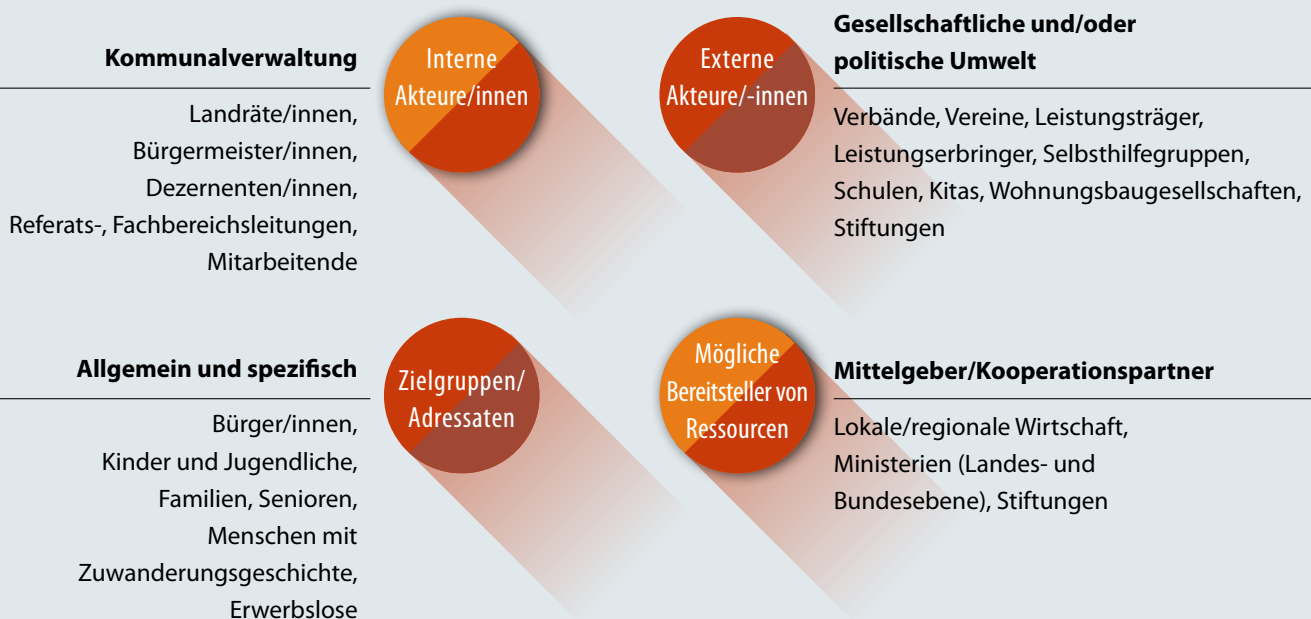 Kommunalverwaltung
Landräte/innen,
Bürgermeister/innen,
Dezernenten/innen,
Referats-, Fachbereichsleitungen,
Mitarbeitende
Interne
Akteure/innen
Externe
Akteure/-innen
Gesellschaftliche und/oder
politische Umwelt
Verbände, Vereine, Leistungsträger,
Leistungserbringer, Selbsthilfegruppen,
Schulen, Kitas, Wohnungsbaugesellschaften,
Stiftungen
Allgemein und spezifisch
Bürger/innen,
Kinder und Jugendliche,
Familien, Senioren,
Menschen mit
Zuwanderungsgeschichte,
Erwerbslose
Zielgruppen/
Adressaten
Mögliche
Bereitsteller von
Ressourcen
Mittelgeber/Kooperationspartner
Lokale/regionale Wirtschaft,
Ministerien (Landes- und
Bundesebene), Stiftungen